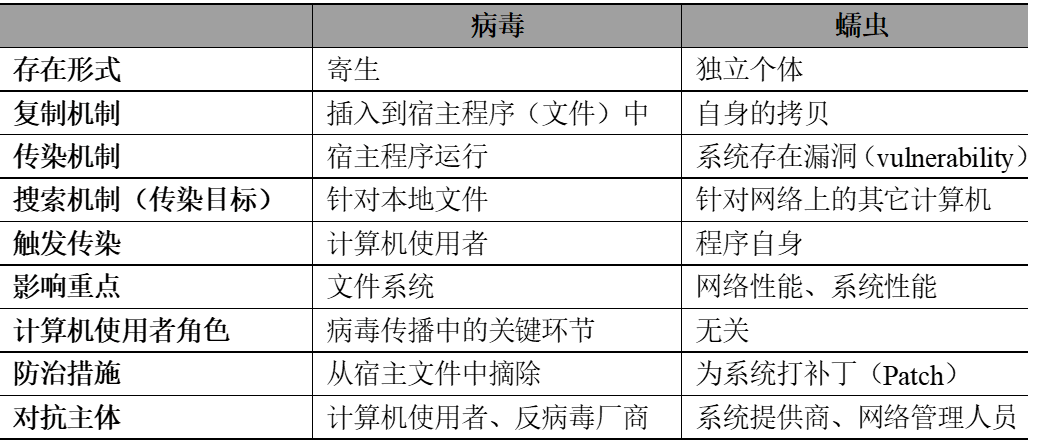 病毒 蠕虫
存在形式 寄生 独立个体
复制机制 插入到宿主程序（文件）中 自身的拷贝
传染机制 宿主程序运行 系统存在漏洞（vulnerability）
搜索机制（传染目标） 针对本地文件 针对网络上的其它计算机
触发传染 计算机使用者 程序自身
影响重点 文件系统 网络性能、系统性能
计算机使用者角色 病毒传播中的关键环节 无关
防治措施 从宿主文件中摘除 为系统打补丁（Patch）
对抗主体 计算机使用者、反病毒厂商 系统提供商、网络管理人员